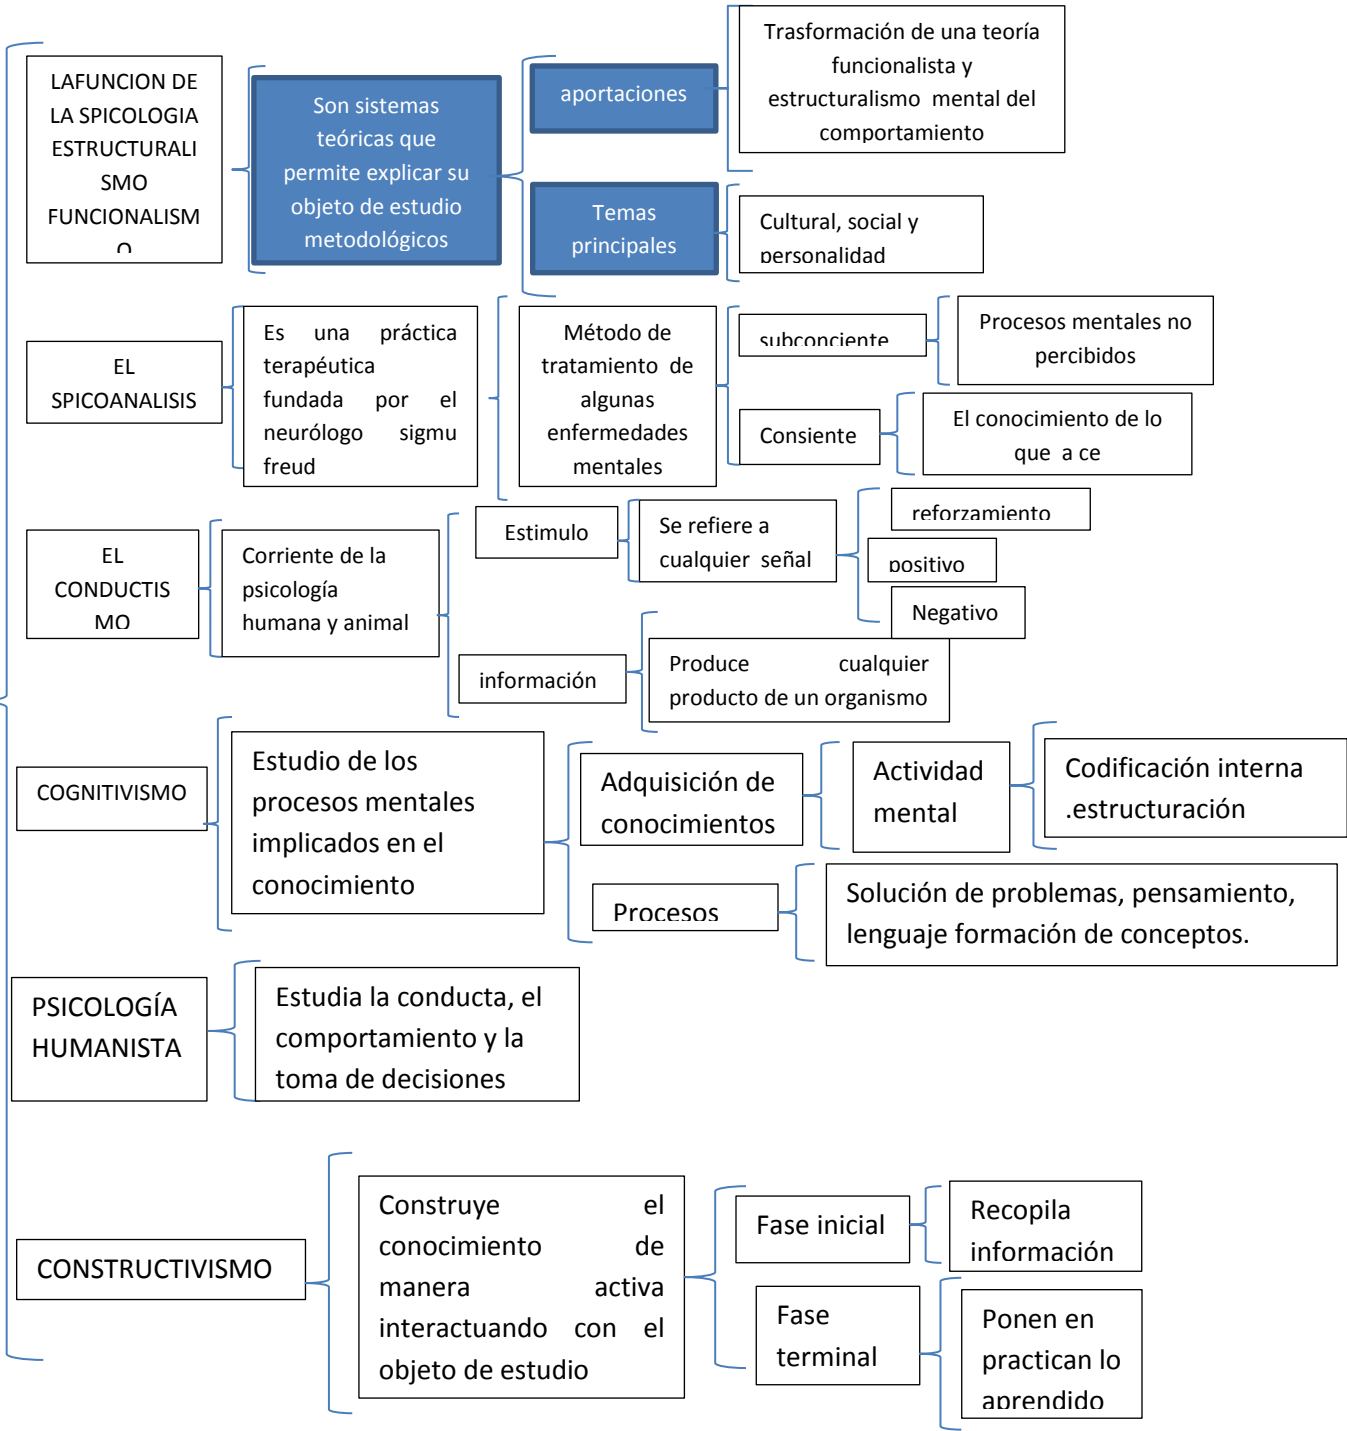 LAFUNCION DE
LA SPICOLOGIA
ESTRUCTURALI
SMO
FUNCIONALISM
O
Son sistemas
teóricas que
permite explicar su
objeto de estudio
metodológicos
aportaciones
Trasformación de una teoría
funcionalista y
estructuralismo mental del
comportamiento
Temas
principales
Cultural, social y
personalidad
EL
SPICOANALISIS
Es una práctica
terapéutica
fundada por el
neurólogo sigmu
freud
Método de
tratamiento de
algunas
enfermedades
mentales
subconciente
Procesos mentales no
percibidos
Consiente
El conocimiento de lo
que a ce
EL
CONDUCTIS
MO
Corriente de la
psicología
humana y animal
Estimulo
Se refiere a
cualquier señal
reforzamiento
positivo
Negativo
información
Produce cualquier
producto de un organismo
COGNITIVISMO
Estudio de los
procesos mentales
implicados en el
conocimiento
Adquisición de
conocimientos
Actividad
mental
Codificación interna
.estructuración
Procesos
Solución de problemas, pensamiento,
lenguaje formación de conceptos.
PSICOLOGÍA
HUMANISTA
Estudia la conducta, el
comportamiento y la
toma de decisiones
CONSTRUCTIVISMO
Construye el
conocimiento de
manera activa
interactuando con el
objeto de estudio
Fase inicial
Recopila
información
Fase
terminal
Ponen en
practican lo
aprendido